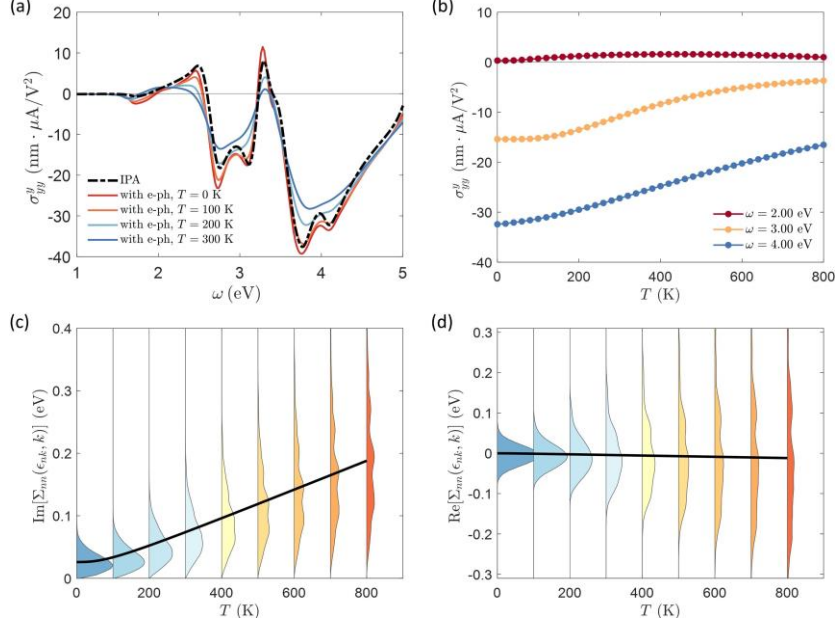 (a)
20
10
0
-10
-20
-30
-40
σ^y_yy (nm · μA/V²)
IPA
with e-ph, T = 0 K
with e-ph, T = 100 K
with e-ph, T = 200 K
with e-ph, T = 300 K
1 2 3 4 5
ω (eV)
(b)
10
0
-10
-20
-30
-40
σ^y_yy (nm · μA/V²)
ω = 2.00 eV
ω = 3.00 eV
ω = 4.00 eV
0 200 400 600 800
T (K)
(c)
0.4
0.3
0.2
0.1
0
Im[Σnn(ϵnk, k)] (eV)
0 200 400 600 800
T (K)
(d)
0.3
0.2
0.1
0
-0.1
-0.2
-0.3
Re[Σnn(ϵnk, k)] (eV)
0 200 400 600 800
T (K)